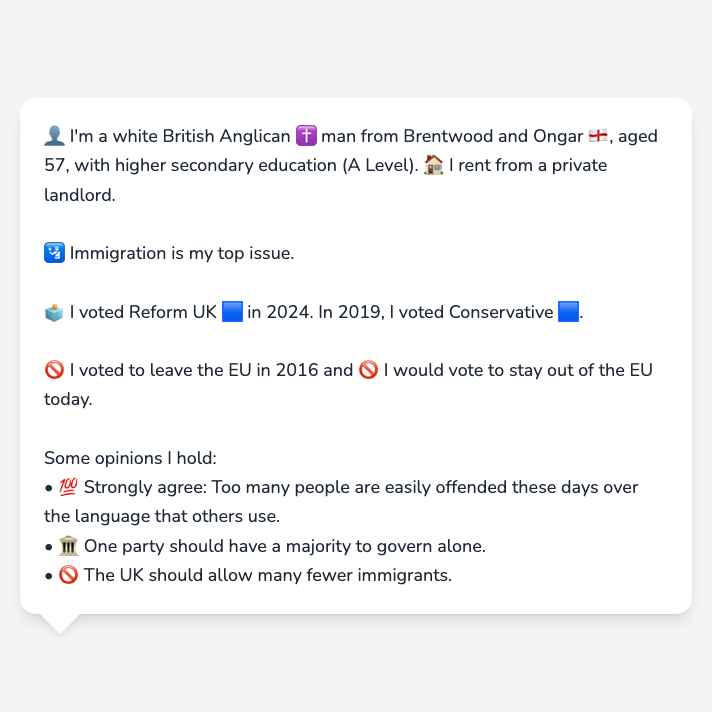 👤 I'm a white British Anglican ✝️ man from Brentwood and Ongar 🏴󠁧󠁢󠁥󠁮󠁧󠁿, aged
57, with higher secondary education (A Level). 🏠 I rent from a private
landlord.
🛂 Immigration is my top issue.
🗳️ I voted Reform UK 🟦 in 2024. In 2019, I voted Conservative 🟦.
🚫 I voted to leave the EU in 2016 and 🚫 I would vote to stay out of the EU
today.
Some opinions I hold:
• 💯 Strongly agree: Too many people are easily offended these days over
the language that others use.
• 🏛️ One party should have a majority to govern alone.
• 🚫 The UK should allow many fewer immigrants.